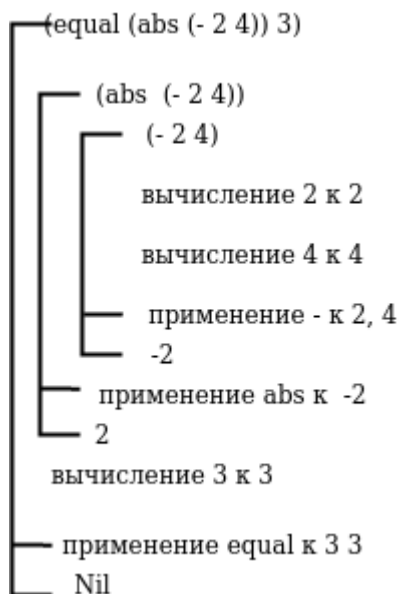 (equal (abs (- 2 4)) 3)
(abs (- 2 4))
(- 2 4)
вычисление 2 к 2
вычисление 4 к 4
применение - к 2, 4
-2
применение abs к -2
2
вычисление 3 к 3
применение equal к 3 3
Nil